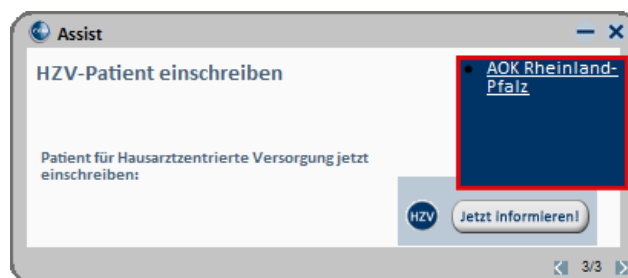 Assist
HZV-Patient einschreiben
AOK Rheinland-
Pfalz
Patient für Hausarztzentrierte Versorgung jetzt
einschreiben:
HZV
Jetzt informieren!
3/3